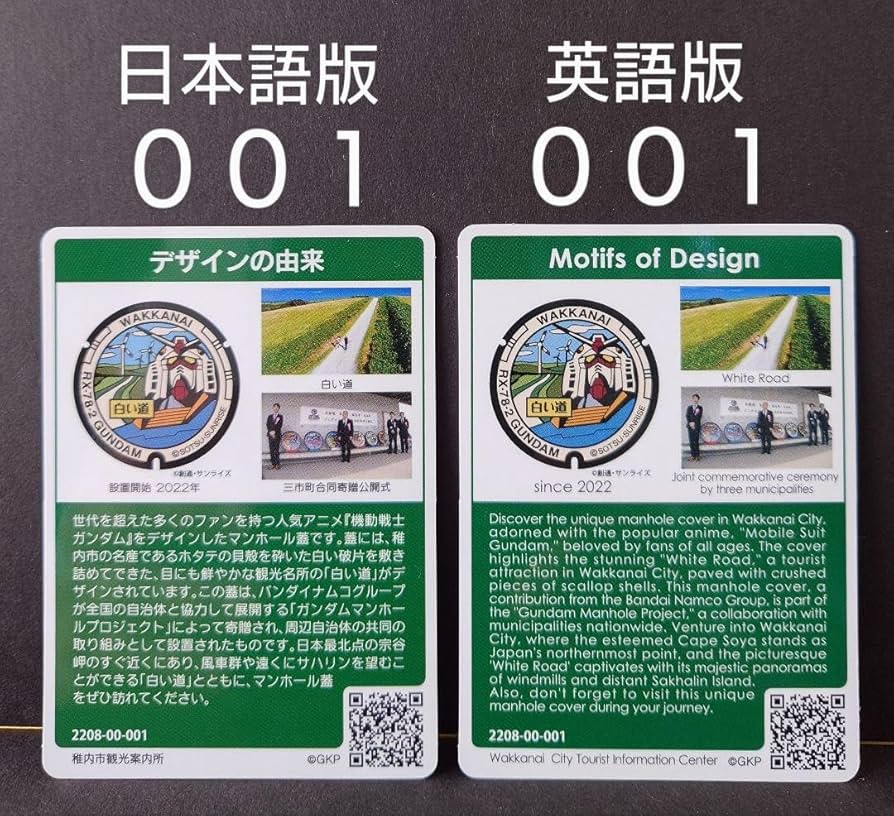 日本語版
００１
英語版
００１
デザインの由来
WAKKANAI
RX-78-2 GUNDAM
白い道
©SOTSU・SUNRISE
©創通・サンライズ
設置開始 2022年
白い道
三市町合同寄贈公開式
世代を超えた多くのファンを持つ人気アニメ『機動戦士
ガンダム』をデザインしたマンホール蓋です。蓋には、稚
内市の名産であるホタテの貝殻を砕いた白い破片を敷き
詰めてできた、目にも鮮やかな観光名所の「白い道」がデ
ザインされています。この蓋は、バンダイナムコグループ
が全国の自治体と協力して展開する「ガンダムマンホー
ルプロジェクト」によって寄贈され、周辺自治体の共同の
取り組みとして設置されたものです。日本最北点の宗谷
岬のすぐ近くにあり、風車群や遠くにサハリンを望むこ
とができる「白い道」とともに、マンホール蓋
をぜひ訪れてください。
2208-00-001
稚内市観光案内所
©GKP
Motifs of Design
WAKKANAI
RX-78-2 GUNDAM
白い道
©SOTSU・SUNRISE
©創通・サンライズ
since 2022
White Road
Joint commemorative ceremony
by three municipalities
Discover the unique manhole cover in Wakkanai City,
adorned with the popular anime, "Mobile Suit
Gundam," beloved by fans of all ages. The cover
highlights the stunning "White Road," a tourist
attraction in Wakkanai City, paved with crushed
pieces of scallop shells. This manhole cover, a
contribution from the Bandai Namco Group, is part of
the "Gundam Manhole Project," a collaboration with
municipalities nationwide. Venture into Wakkanai
City, where the esteemed Cape Soya stands as
Japan's northernmost point, and the picturesque
'White Road' captivates with its majestic panoramas
of windmills and distant Sakhalin Island.
Also, don't forget to visit this unique
manhole cover during your journey.
2208-00-001
Wakkanai City Tourist Information Center
©GKP